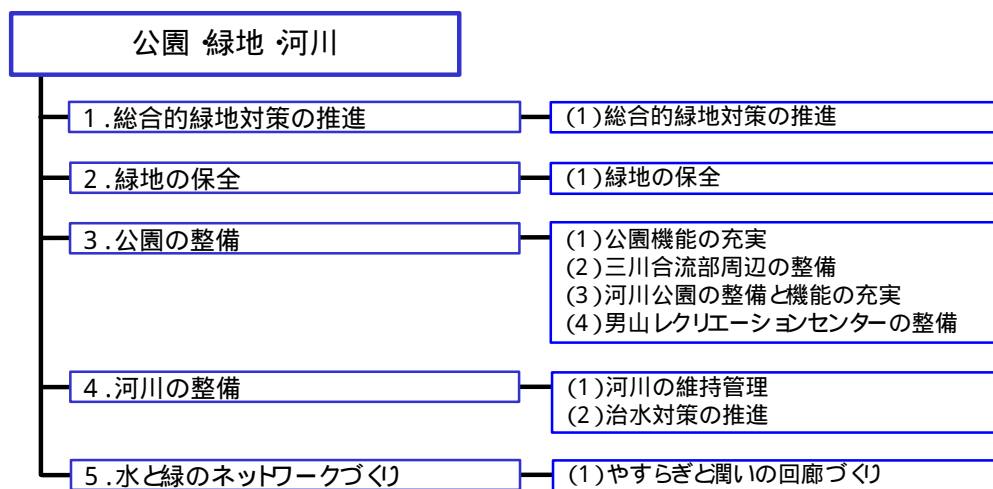 公園・緑地・河川
1.総合的緑地対策の推進
(1)総合的緑地対策の推進
2.緑地の保全
(1)緑地の保全
3.公園の整備
(1)公園機能の充実
(2)三川合流部周辺の整備
(3)河川公園の整備と機能の充実
(4)男山レクリエーションセンターの整備
4.河川の整備
(1)河川の維持管理
(2)治水対策の推進
5.水と緑のネットワークづくり
(1)やすらぎと潤いの回廊づくり